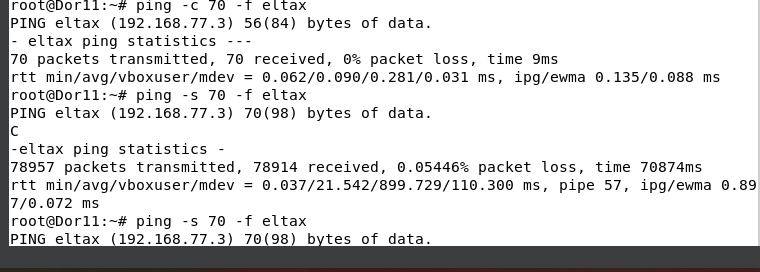 root@Dor11:~# ping -c 70 -f eltax
PING eltax (192.168.77.3) 56(84) bytes of data.
- eltax ping statistics ---
70 packets transmitted, 70 received, 0% packet loss, time 9ms
rtt min/avg/vboxuser/mdev = 0.062/0.090/0.281/0.031 ms, ipg/ewma 0.135/0.088 ms
root@Dor11:~# ping -s 70 -f eltax
PING eltax (192.168.77.3) 70(98) bytes of data.
C
-eltax ping statistics -
78957 packets transmitted, 78914 received, 0.05446% packet loss, time 70874ms
rtt min/avg/vboxuser/mdev = 0.037/21.542/899.729/110.300 ms, pipe 57, ipg/ewma 0.89
7/0.072 ms
root@Dor11:~# ping -s 70 -f eltax
PING eltax (192.168.77.3) 70(98) bytes of data.